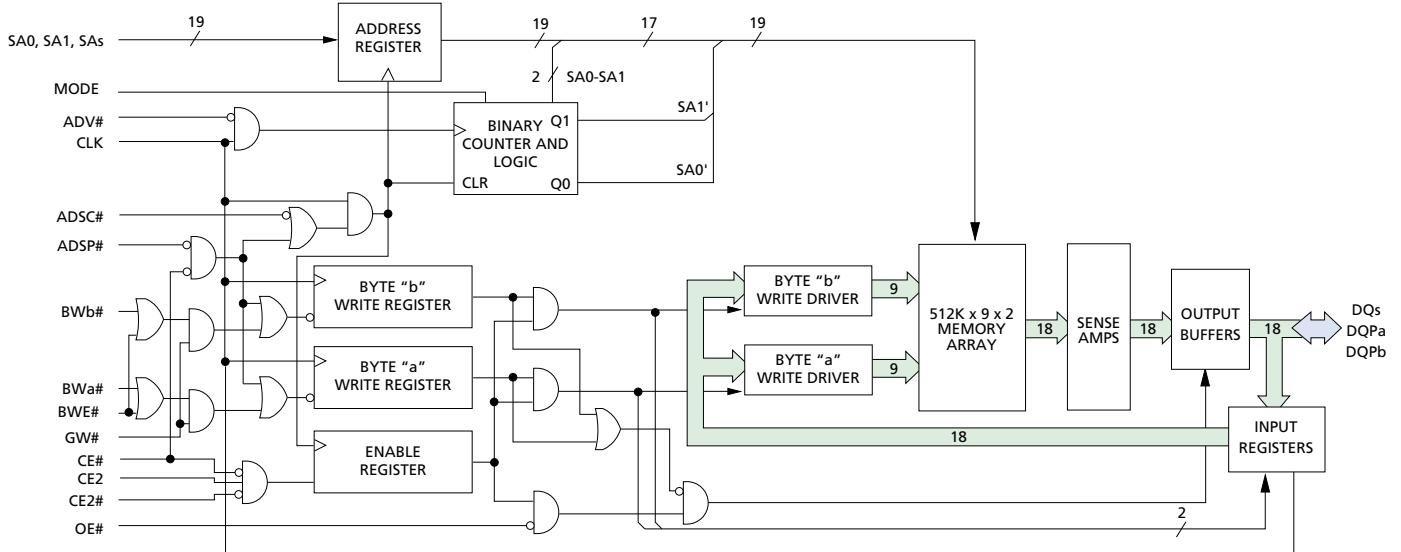 19
19
17
19
SA0, SA1, SAs
ADDRESS
REGISTER
2
SA0-SA1
MODE
ADV#
CLK
BINARY
COUNTER AND
LOGIC
Q1
SA1'
CLR
Q0
SA0'
ADSC#
ADSP#
BYTE “b”
WRITE REGISTER
BYTE “b”
WRITE DRIVER
9
512K x 9 x 2
MEMORY
ARRAY
18
SENSE
AMPS
18
OUTPUT
BUFFERS
18
DQs
DQPa
DQPb
BWb#
BYTE “a”
WRITE REGISTER
BYTE “a”
WRITE DRIVER
9
BWa#
BWE#
GW#
CE#
CE2
CE2#
OE#
ENABLE
REGISTER
18
INPUT
REGISTERS
2